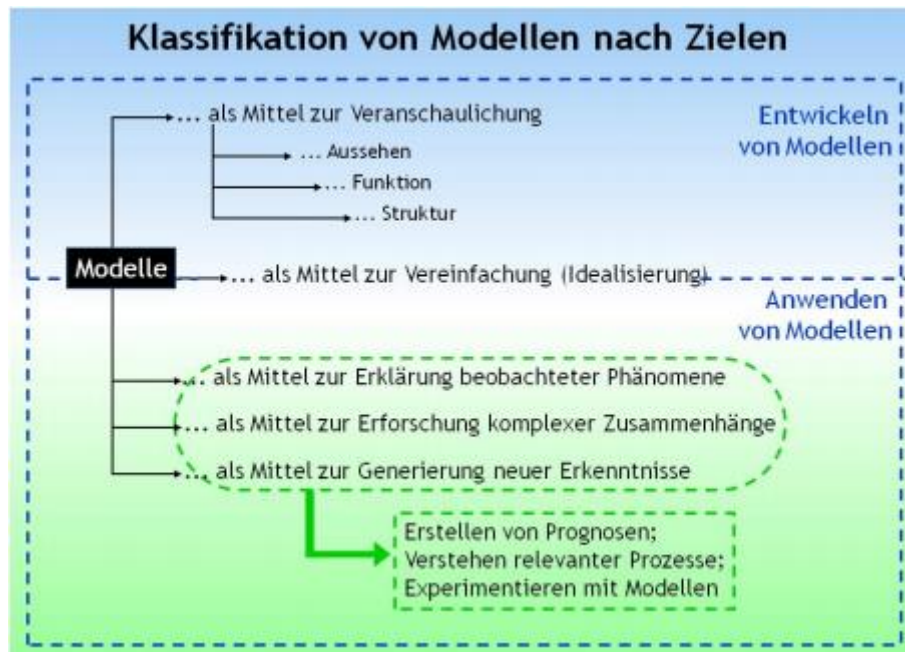 Klassifikation von Modellen nach Zielen
... als Mittel zur Veranschaulichung
Entwickeln
von Modellen
... Aussehen
... Funktion
... Struktur
Modelle
... als Mittel zur Vereinfachung (Idealisierung)
Anwenden
von Modellen
... als Mittel zur Erklärung beobachteter Phänomene
... als Mittel zur Erforschung komplexer Zusammenhänge
... als Mittel zur Generierung neuer Erkenntnisse
Erstellen von Prognosen;
Verstehen relevanter Prozesse;
Experimentieren mit Modellen